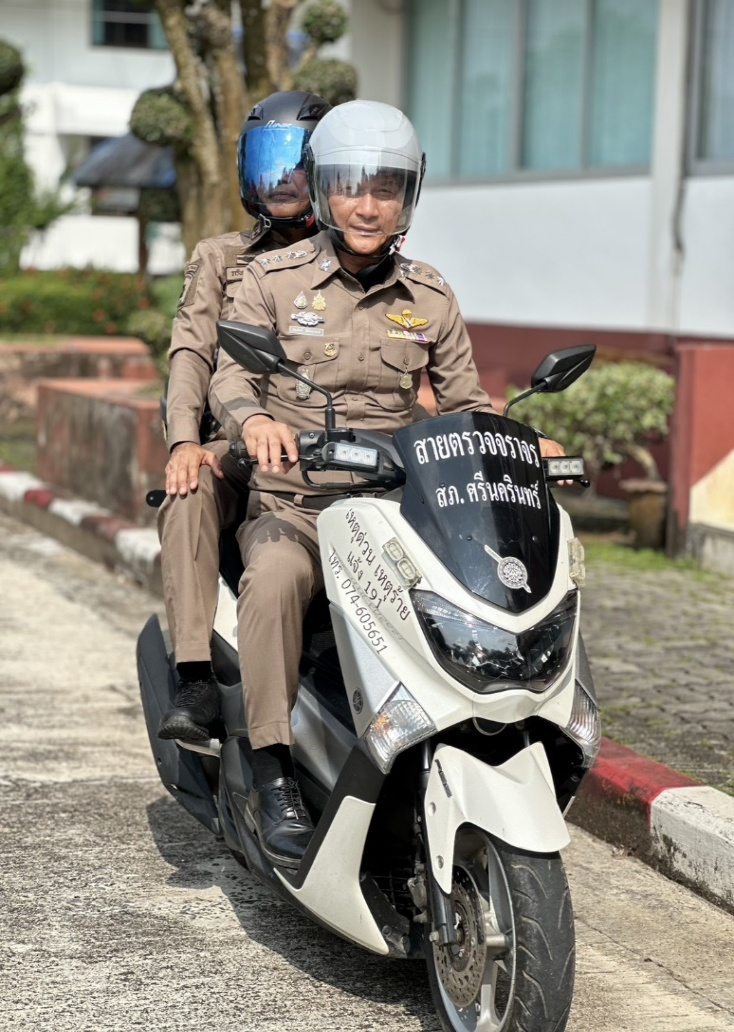 สายตรวจจราจร
สภ. ศรีนครินทร์
เหตุด่วน เหตุร้าย
แจ้ง 191
โทร. 074-605651